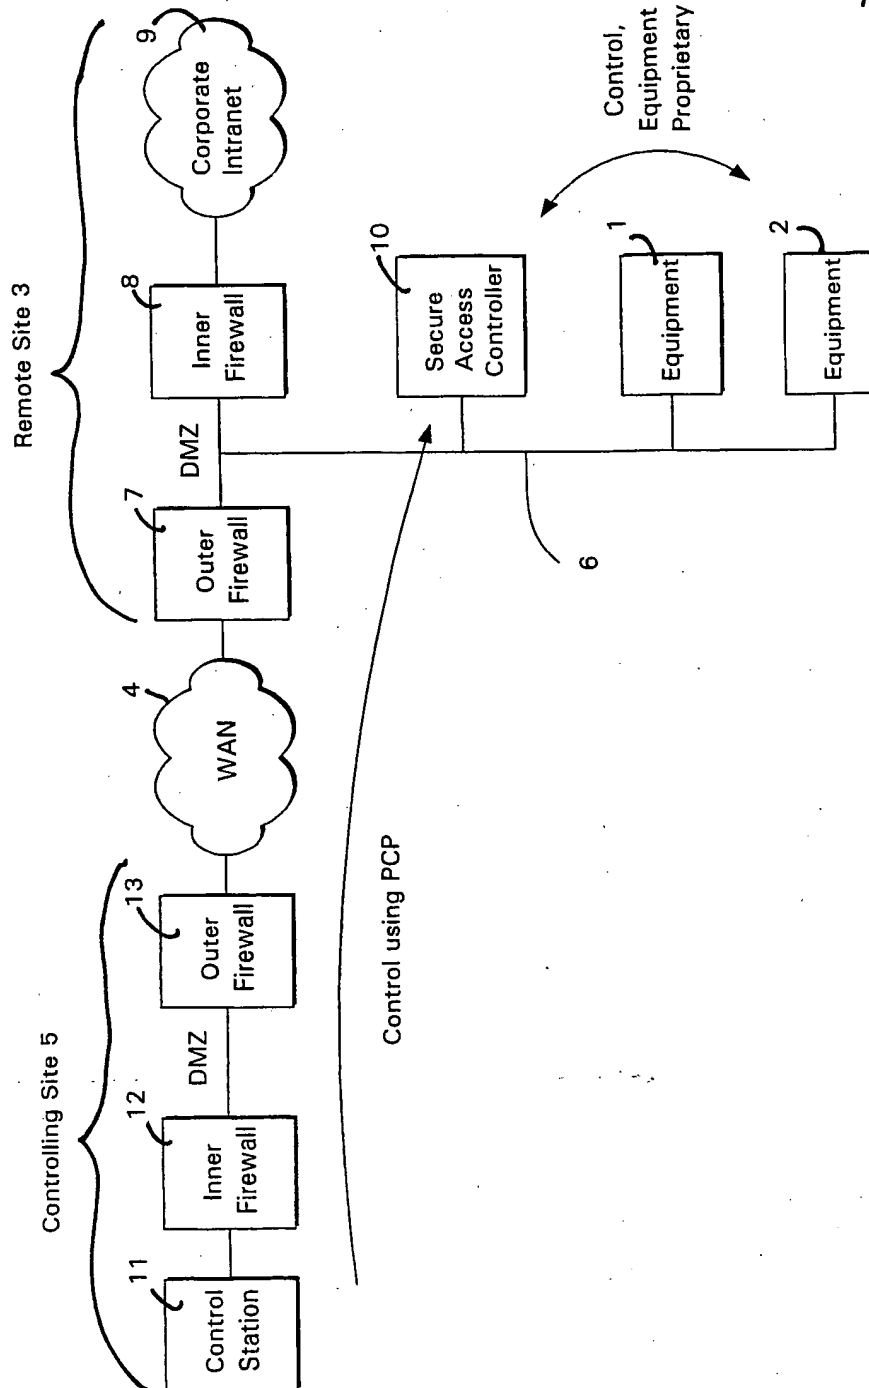 Controlling Site 5
Remote Site 3
11
Control
Station
12
Inner
Firewall
DMZ
13
Outer
Firewall
4
WAN
7
Outer
Firewall
DMZ
8
Inner
Firewall
9
Corporate
Intranet
Control using PCP
6
10
Secure
Access
Controller
1
Equipment
2
Equipment
Control,
Equipment
Proprietary